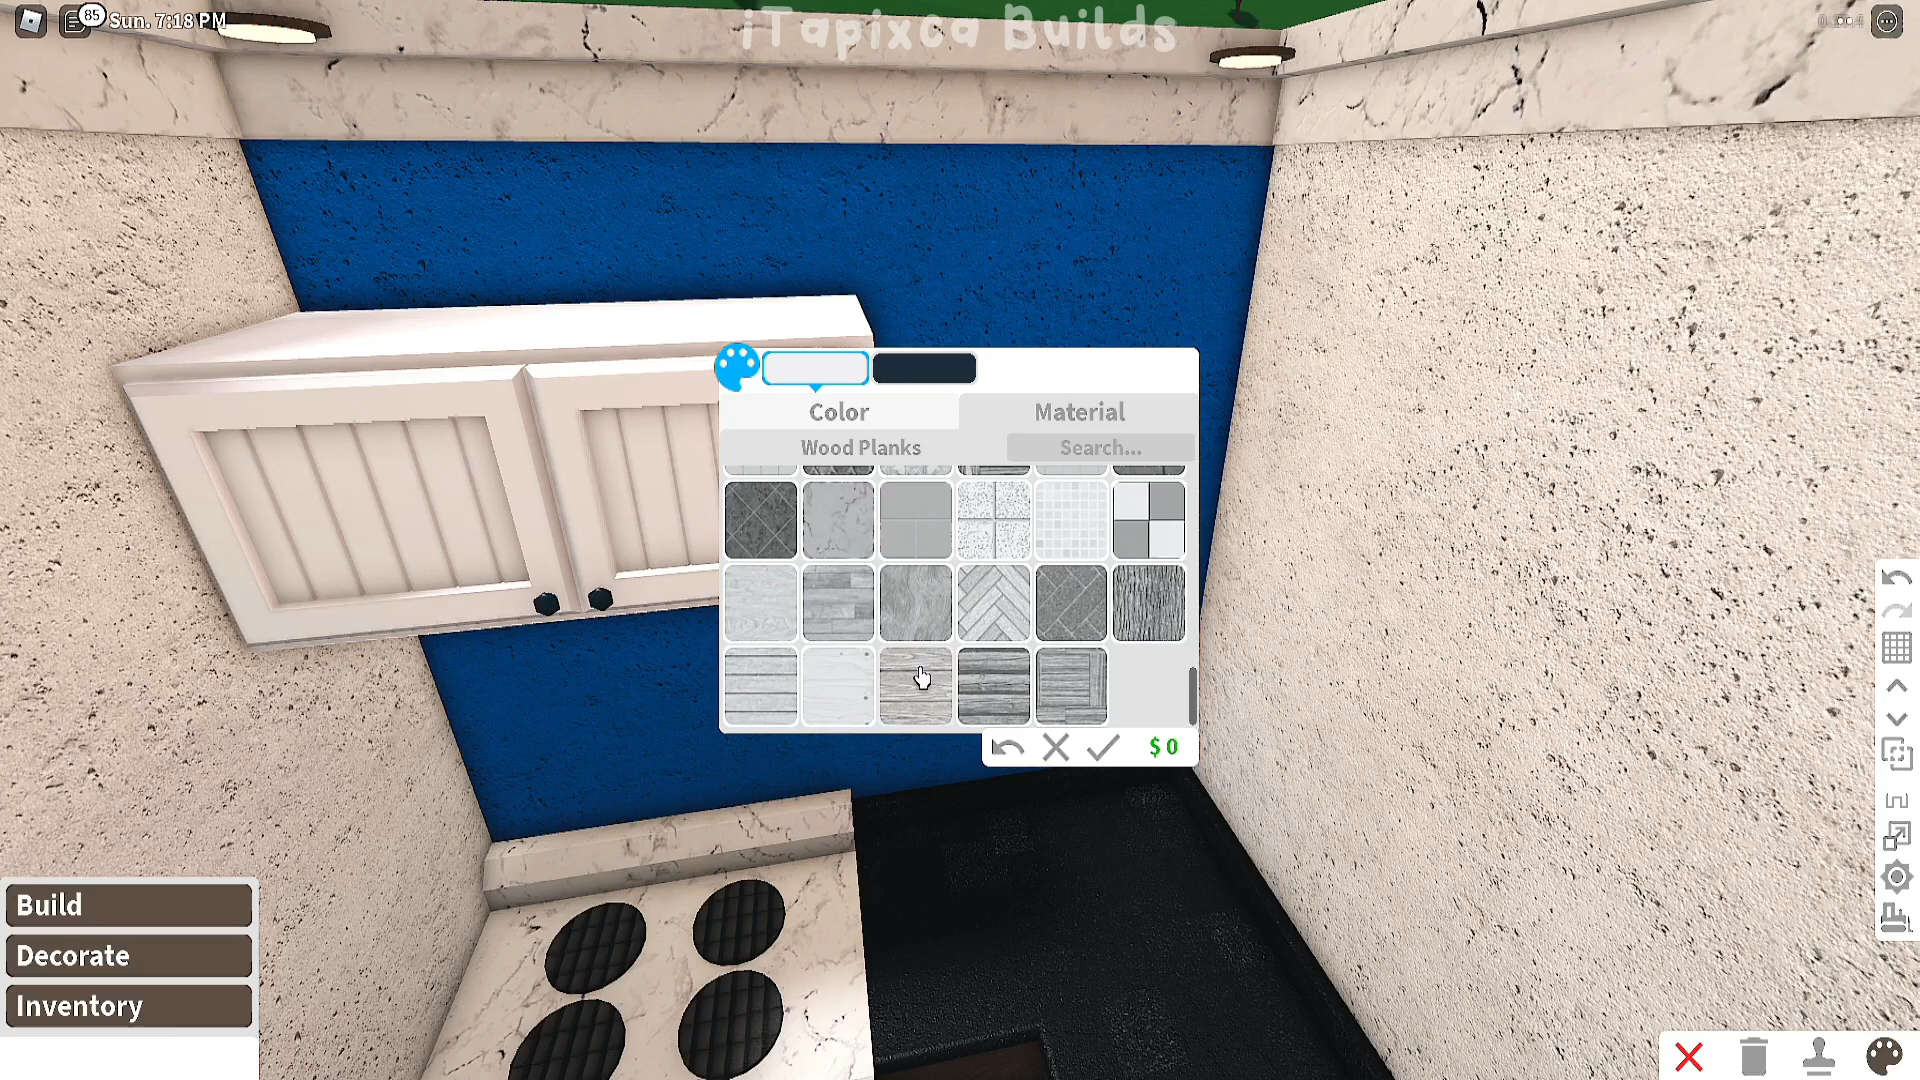 85 Sun. 7:18 PM
iTapixca Builds
Color
Material
Wood Planks
Search...
$ 0
Build
Decorate
Inventory